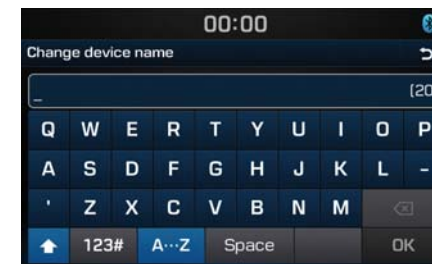 00:00
Change device name
_ [20
Q W E R T Y U I O P
A S D F G H J K L -
' Z X C V B N M
123# A···Z Space OK